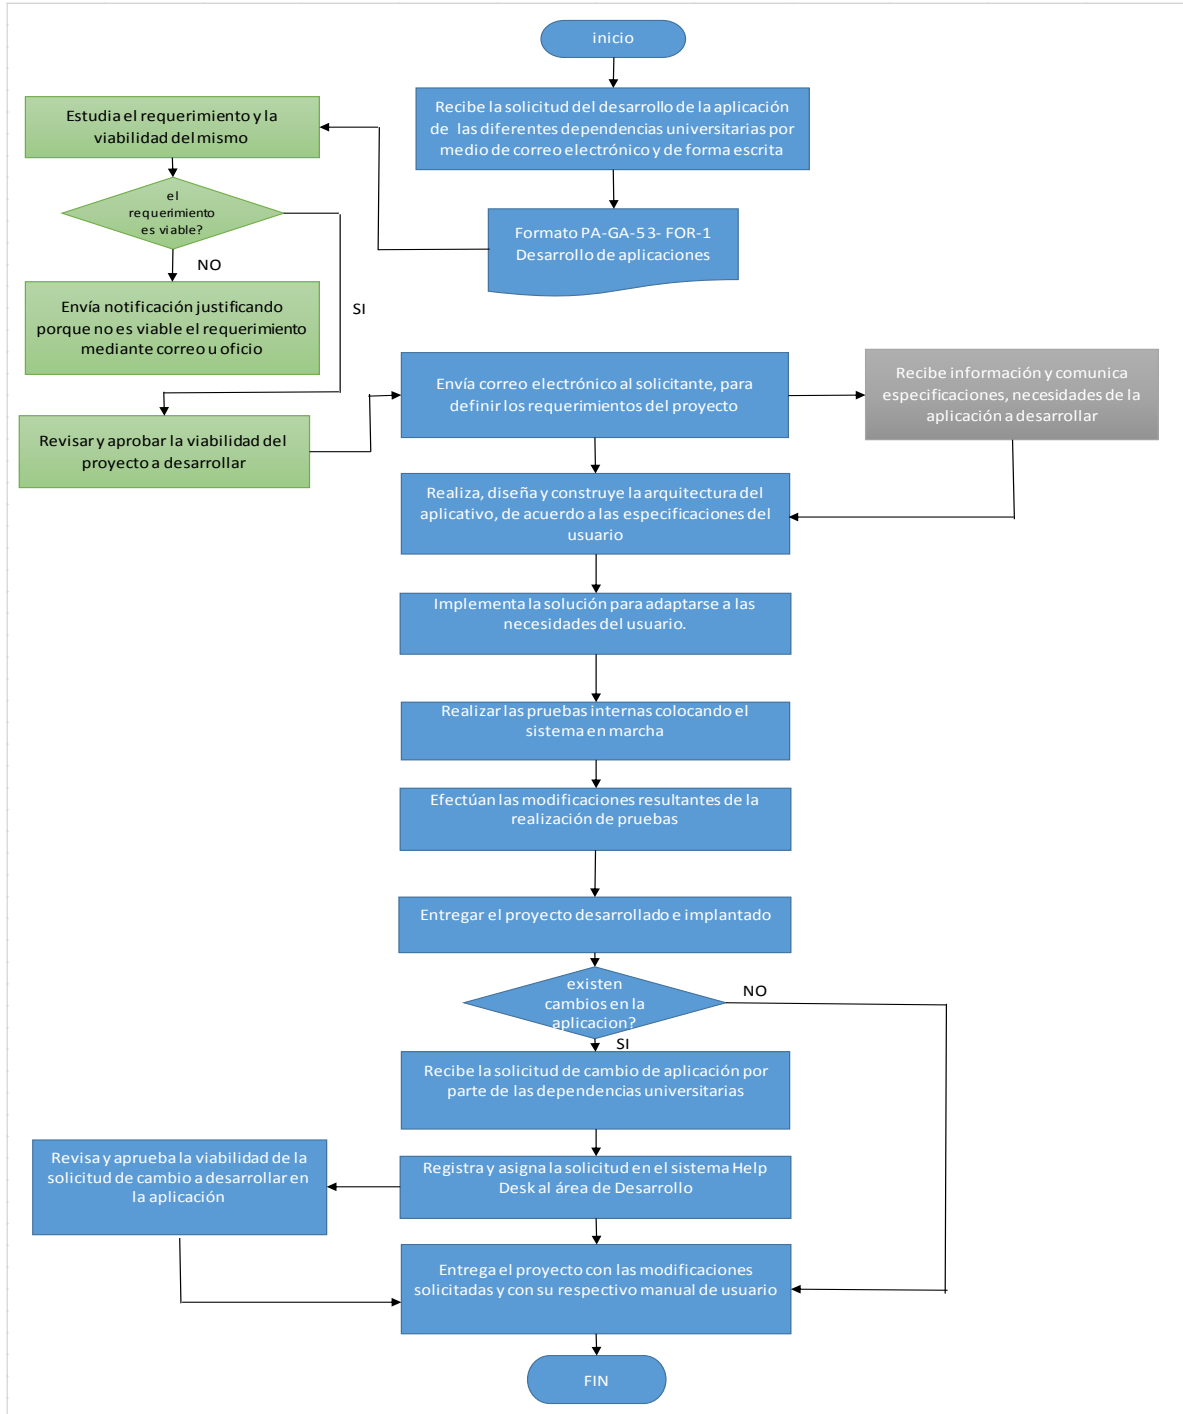 inicio
Recibe la solicitud del desarrollo de la aplicación
de las diferentes dependencias universitarias por
medio de correo electrónico y de forma escrita
Formato PA-GA-53- FOR-1
Desarrollo de aplicaciones
Estudia el requerimiento y la
viabilidad del mismo
el
requerimiento
es viable?
NO
SI
Envía notificación justificando
porque no es viable el requerimiento
mediante correo u oficio
Revisar y aprobar la viabilidad del
proyecto a desarrollar
Envía correo electrónico al solicitante, para
definir los requerimientos del proyecto
Recibe información y comunica
especificaciones, necesidades de la
aplicación a desarrollar
Realiza, diseña y construye la arquitectura del
aplicativo, de acuerdo a las especificaciones del
usuario
Implementa la solución para adaptarse a las
necesidades del usuario.
Realizar las pruebas internas colocando el
sistema en marcha
Efectúan las modificaciones resultantes de la
realización de pruebas
Entregar el proyecto desarrollado e implantado
existen
cambios en la
aplicacion?
NO
SI
Recibe la solicitud de cambio de aplicación por
parte de las dependencias universitarias
Registra y asigna la solicitud en el sistema Help
Desk al área de Desarrollo
Revisa y aprueba la viabilidad de la
solicitud de cambio a desarrollar en
la aplicación
Entrega el proyecto con las modificaciones
solicitadas y con su respectivo manual de usuario
FIN